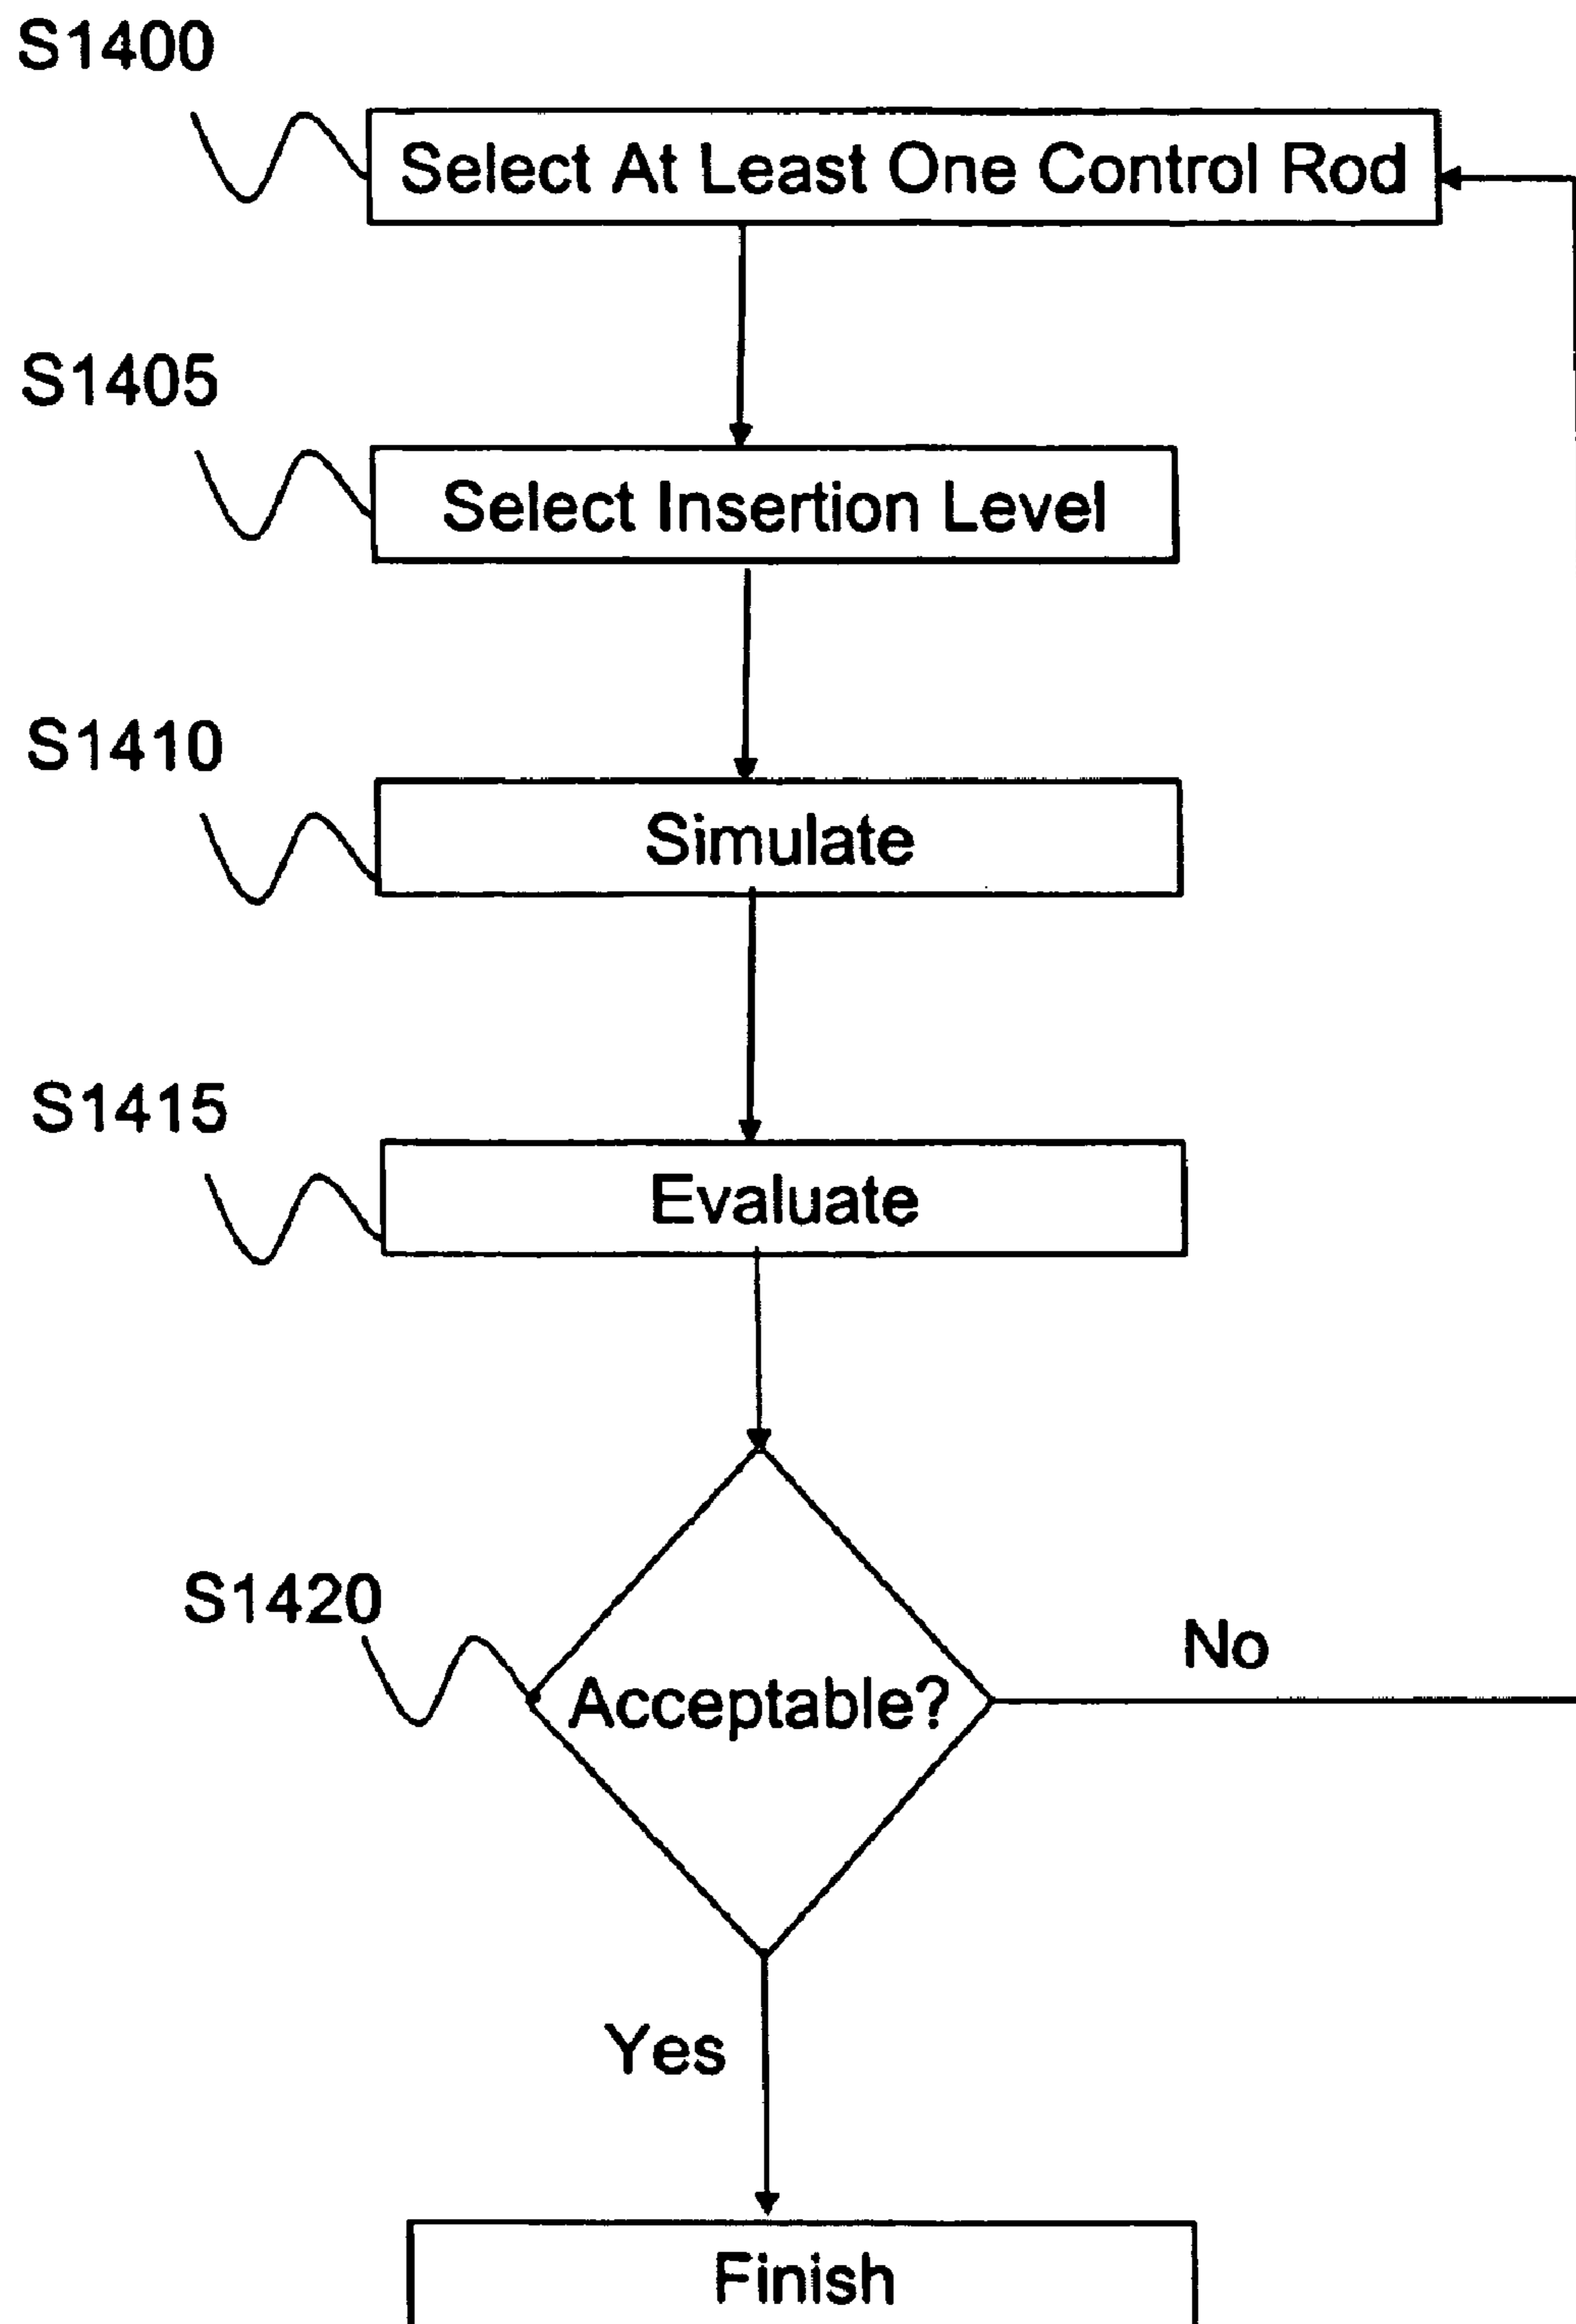 S1400
Select At Least One Control Rod
S1405
Select Insertion Level
S1410
Simulate
S1415
Evaluate
S1420
Acceptable?
No
Yes
Finish